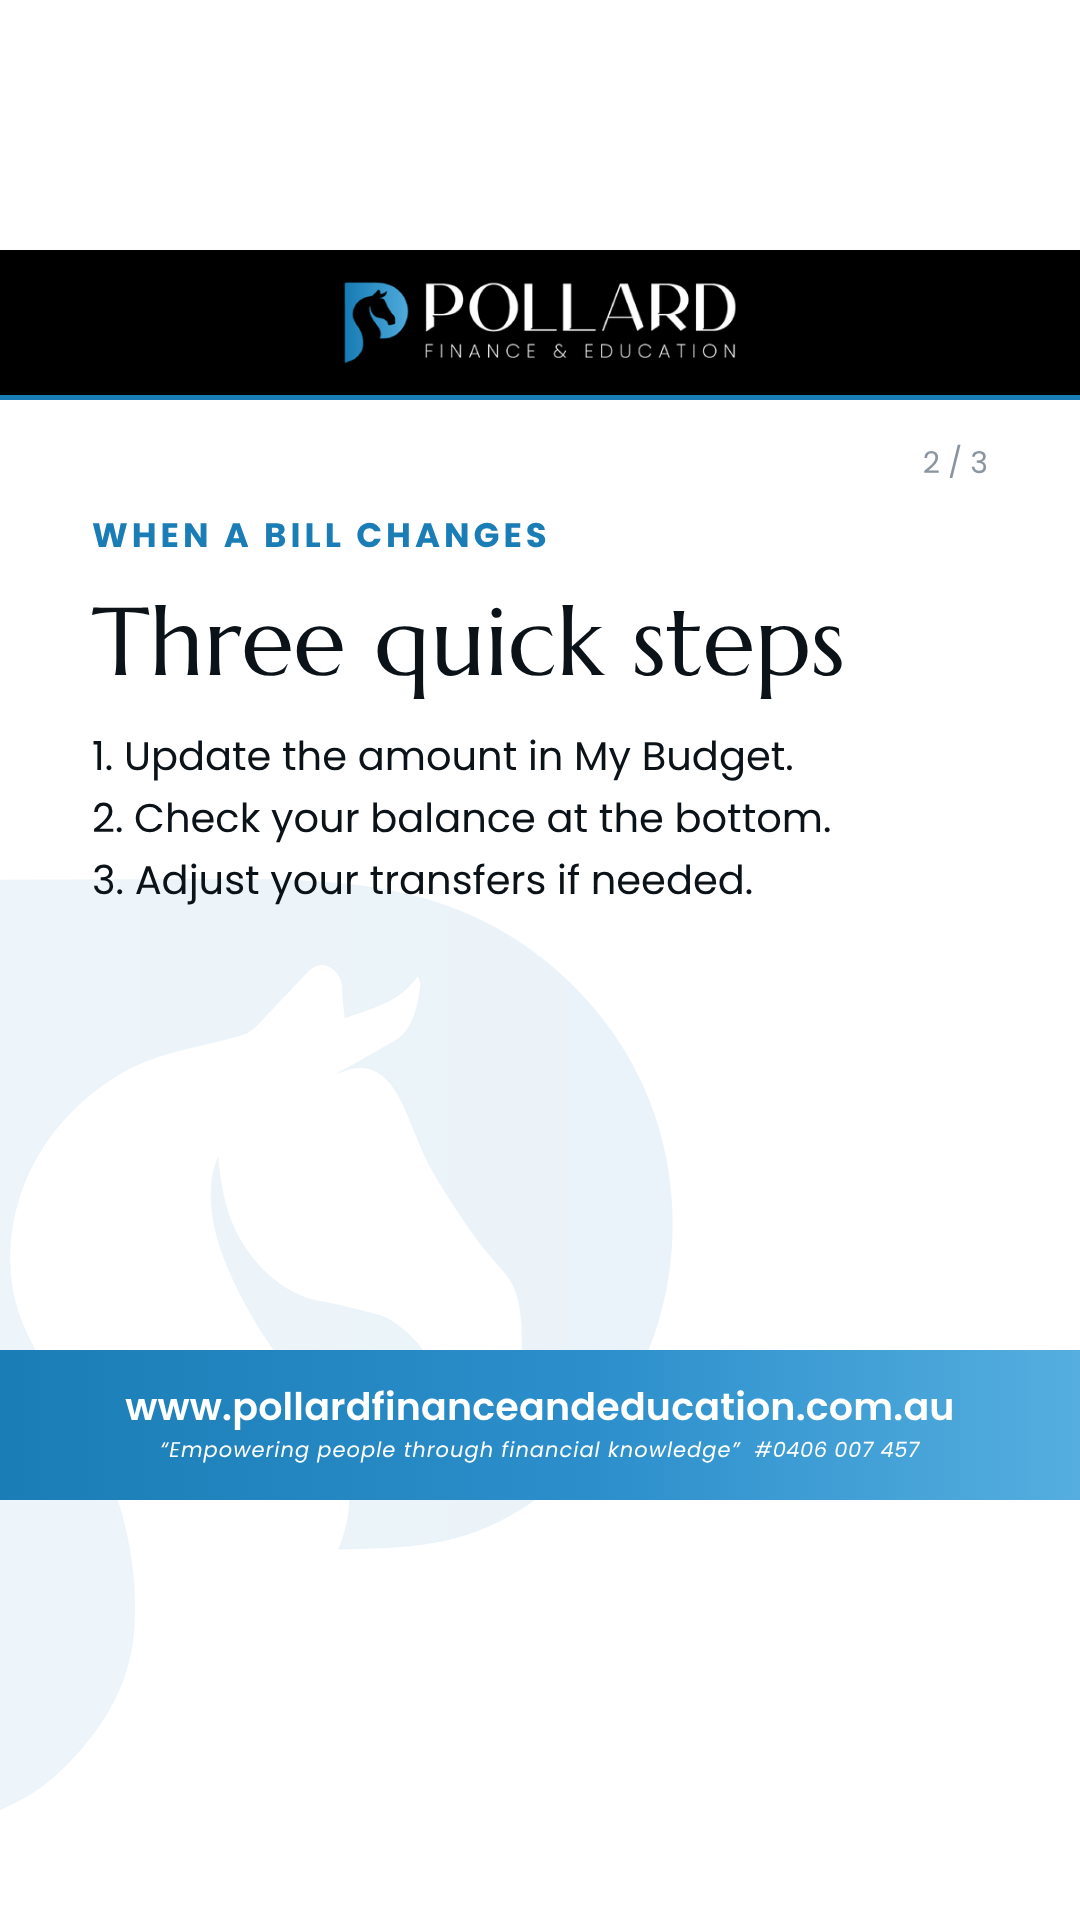 POLLARD
FINANCE & EDUCATION
2 / 3
WHEN A BILL CHANGES
Three quick steps
1. Update the amount in My Budget.
2. Check your balance at the bottom.
3. Adjust your transfers if needed.
www.pollardfinanceandeducation.com.au
“Empowering people through financial knowledge” #0406 007 457